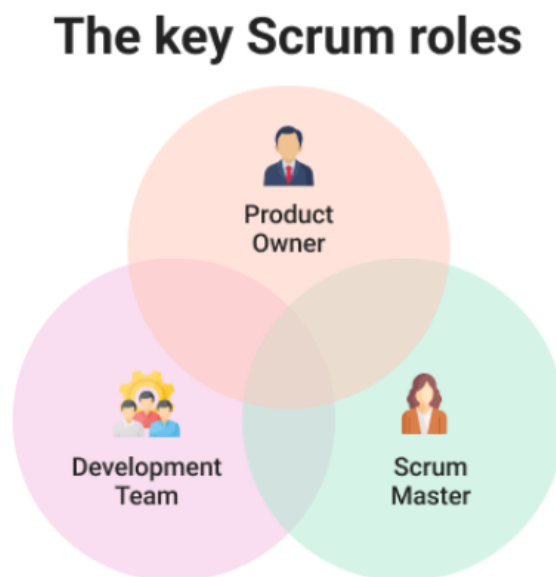 The key Scrum roles
Product
Owner
Development
Team
Scrum
Master